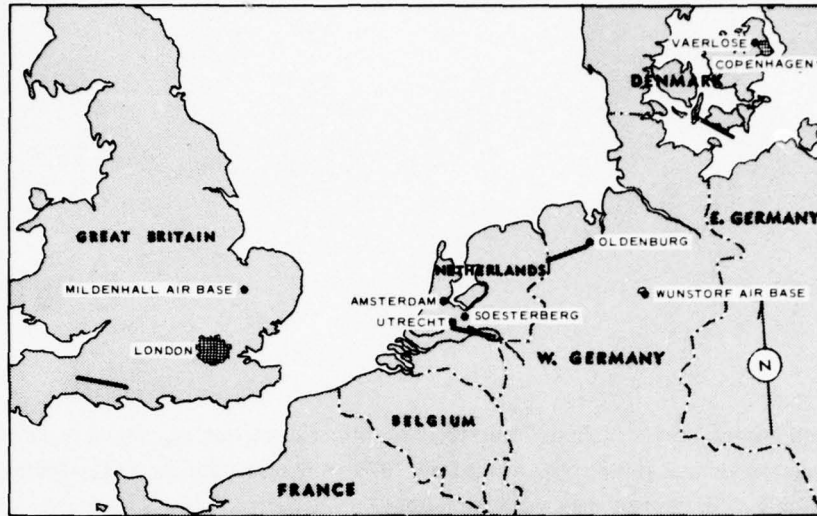 VAERLOSE
COPENHAGEN
DENMARK
E. GERMANY
GREAT BRITAIN
OLDENBURG
NETHERLANDS
MILDENHALL AIR BASE
WUNSTORF AIR BASE
AMSTERDAM
SOESTERBERG
UTRECHT
LONDON
W. GERMANY
N
BELGIUM
FRANCE